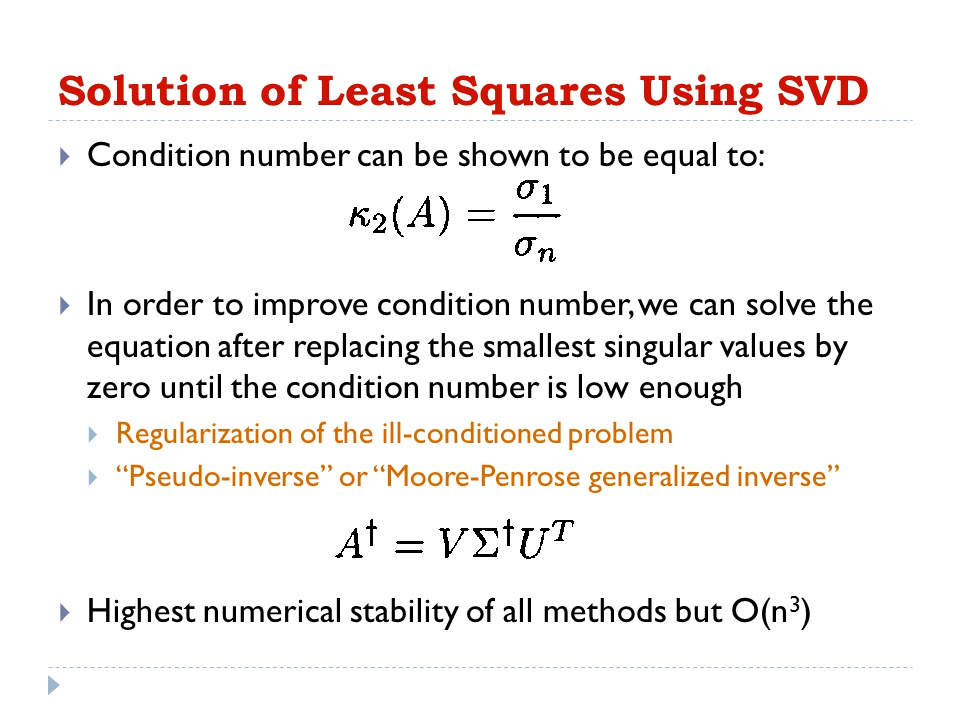 Solution of Least Squares Using SVD
Condition number can be shown to be equal to:
κ₂(A) = σ₁ / σₙ
In order to improve condition number, we can solve the
equation after replacing the smallest singular values by
zero until the condition number is low enough
Regularization of the ill-conditioned problem
“Pseudo-inverse” or “Moore-Penrose generalized inverse”
A† = VΣ†Uᵀ
Highest numerical stability of all methods but O(n³)